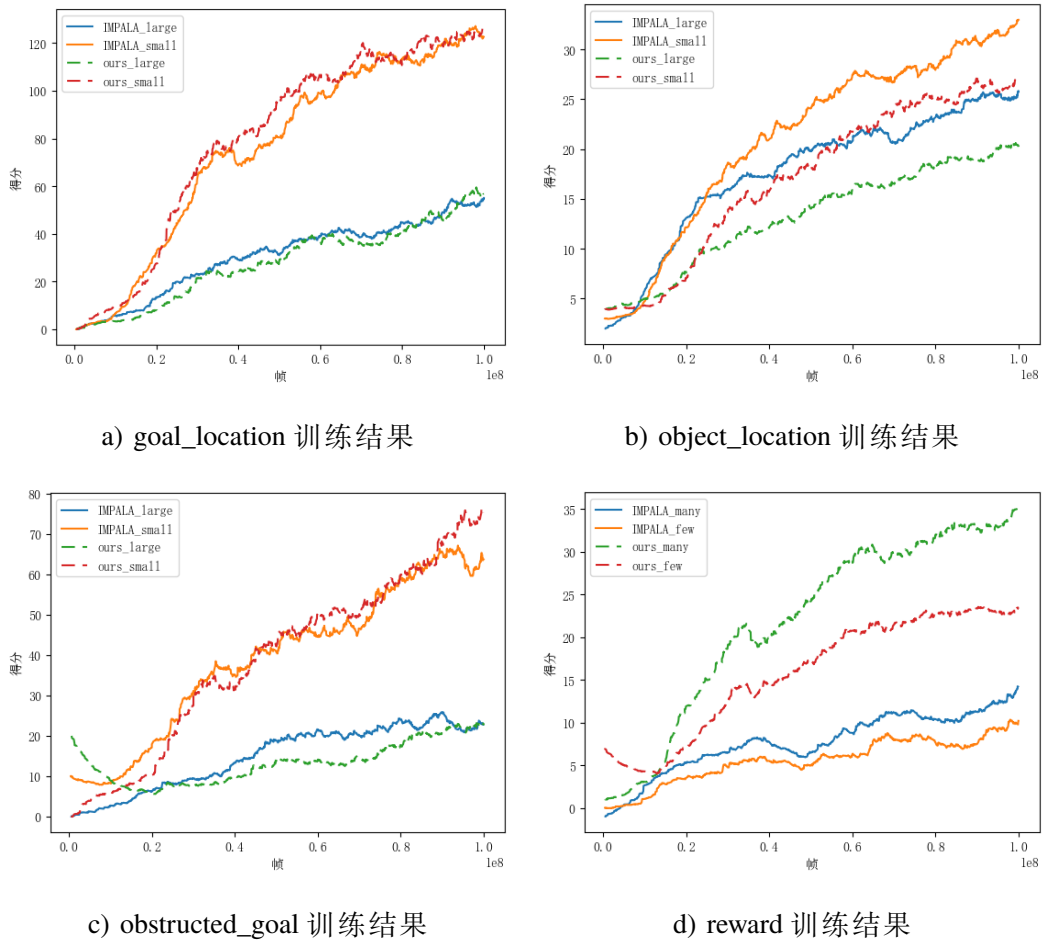 IMPALA_large
IMPALA_small
ours_large
ours_small
120
100
80
60
40
20
0
得分
0.0 0.2 0.4 0.6 0.8 1.0
帧
1e8
a) goal_location 训练结果
IMPALA_large
IMPALA_small
ours_large
ours_small
30
25
20
15
10
5
得分
0.0 0.2 0.4 0.6 0.8 1.0
帧
1e8
b) object_location 训练结果
IMPALA_large
IMPALA_small
ours_large
ours_small
80
70
60
50
40
30
20
10
0
得分
0.0 0.2 0.4 0.6 0.8 1.0
帧
1e8
c) obstructed_goal 训练结果
IMPALA_many
IMPALA_few
ours_many
ours_few
35
30
25
20
15
10
5
0
得分
0.0 0.2 0.4 0.6 0.8 1.0
帧
1e8
d) reward 训练结果